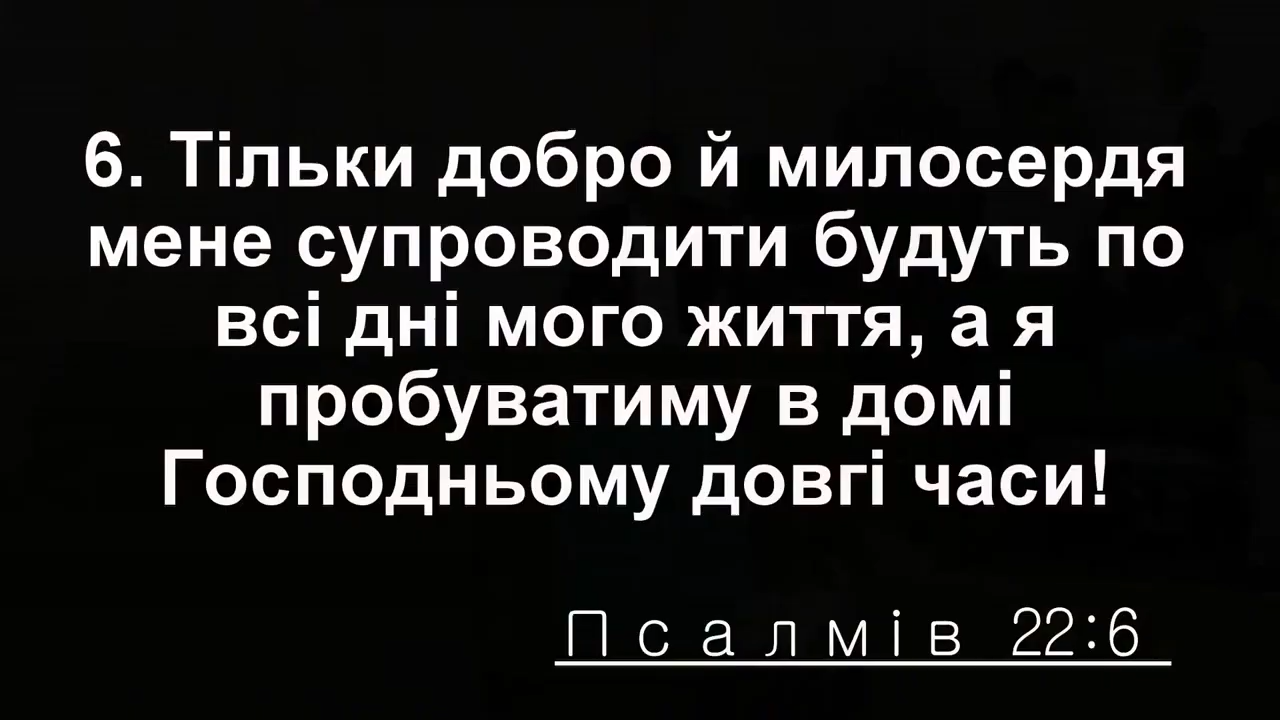 6. Тільки добро й милосердя
мене супроводити будуть по
всі дні мого життя, а я
пробуватиму в домі
Господньому довгі часи!
Псалмів 22:6